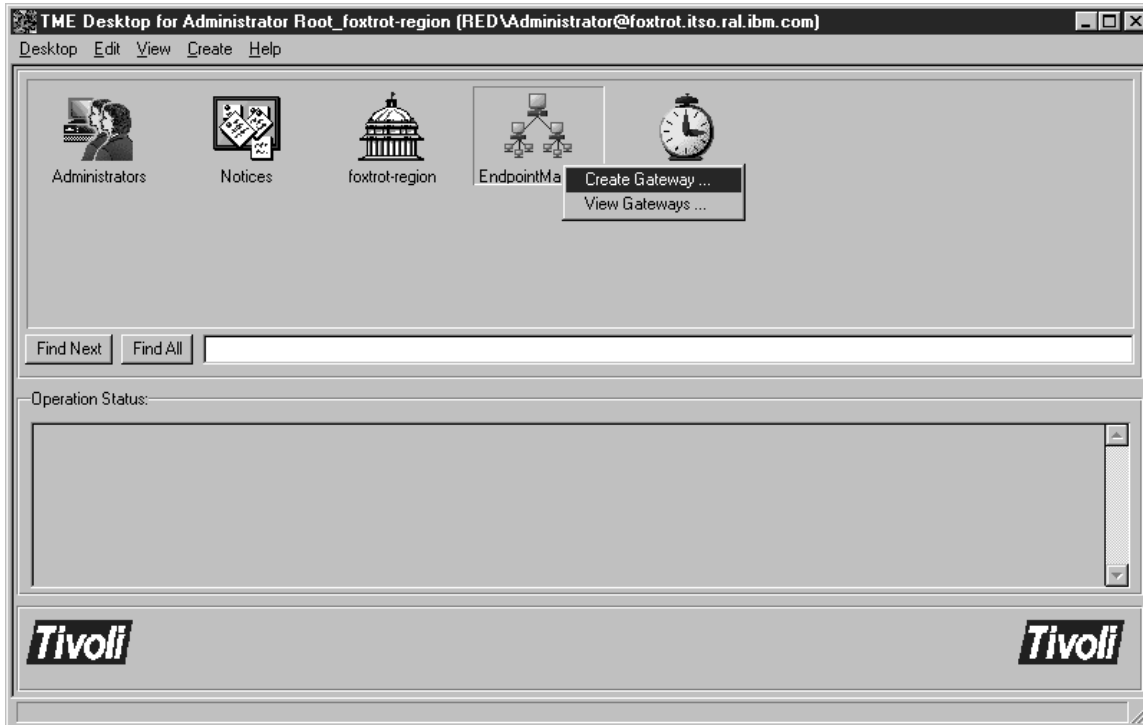 TME Desktop for Administrator Root_foxtrot-region (RED\Administrator@foxtrot.itso.ral.ibm.com)
Desktop Edit View Create Help
Administrators Notices foxtrot-region EndpointMa
Create Gateway ...
View Gateways ...
Find Next Find All
Operation Status:
Tivoli Tivoli